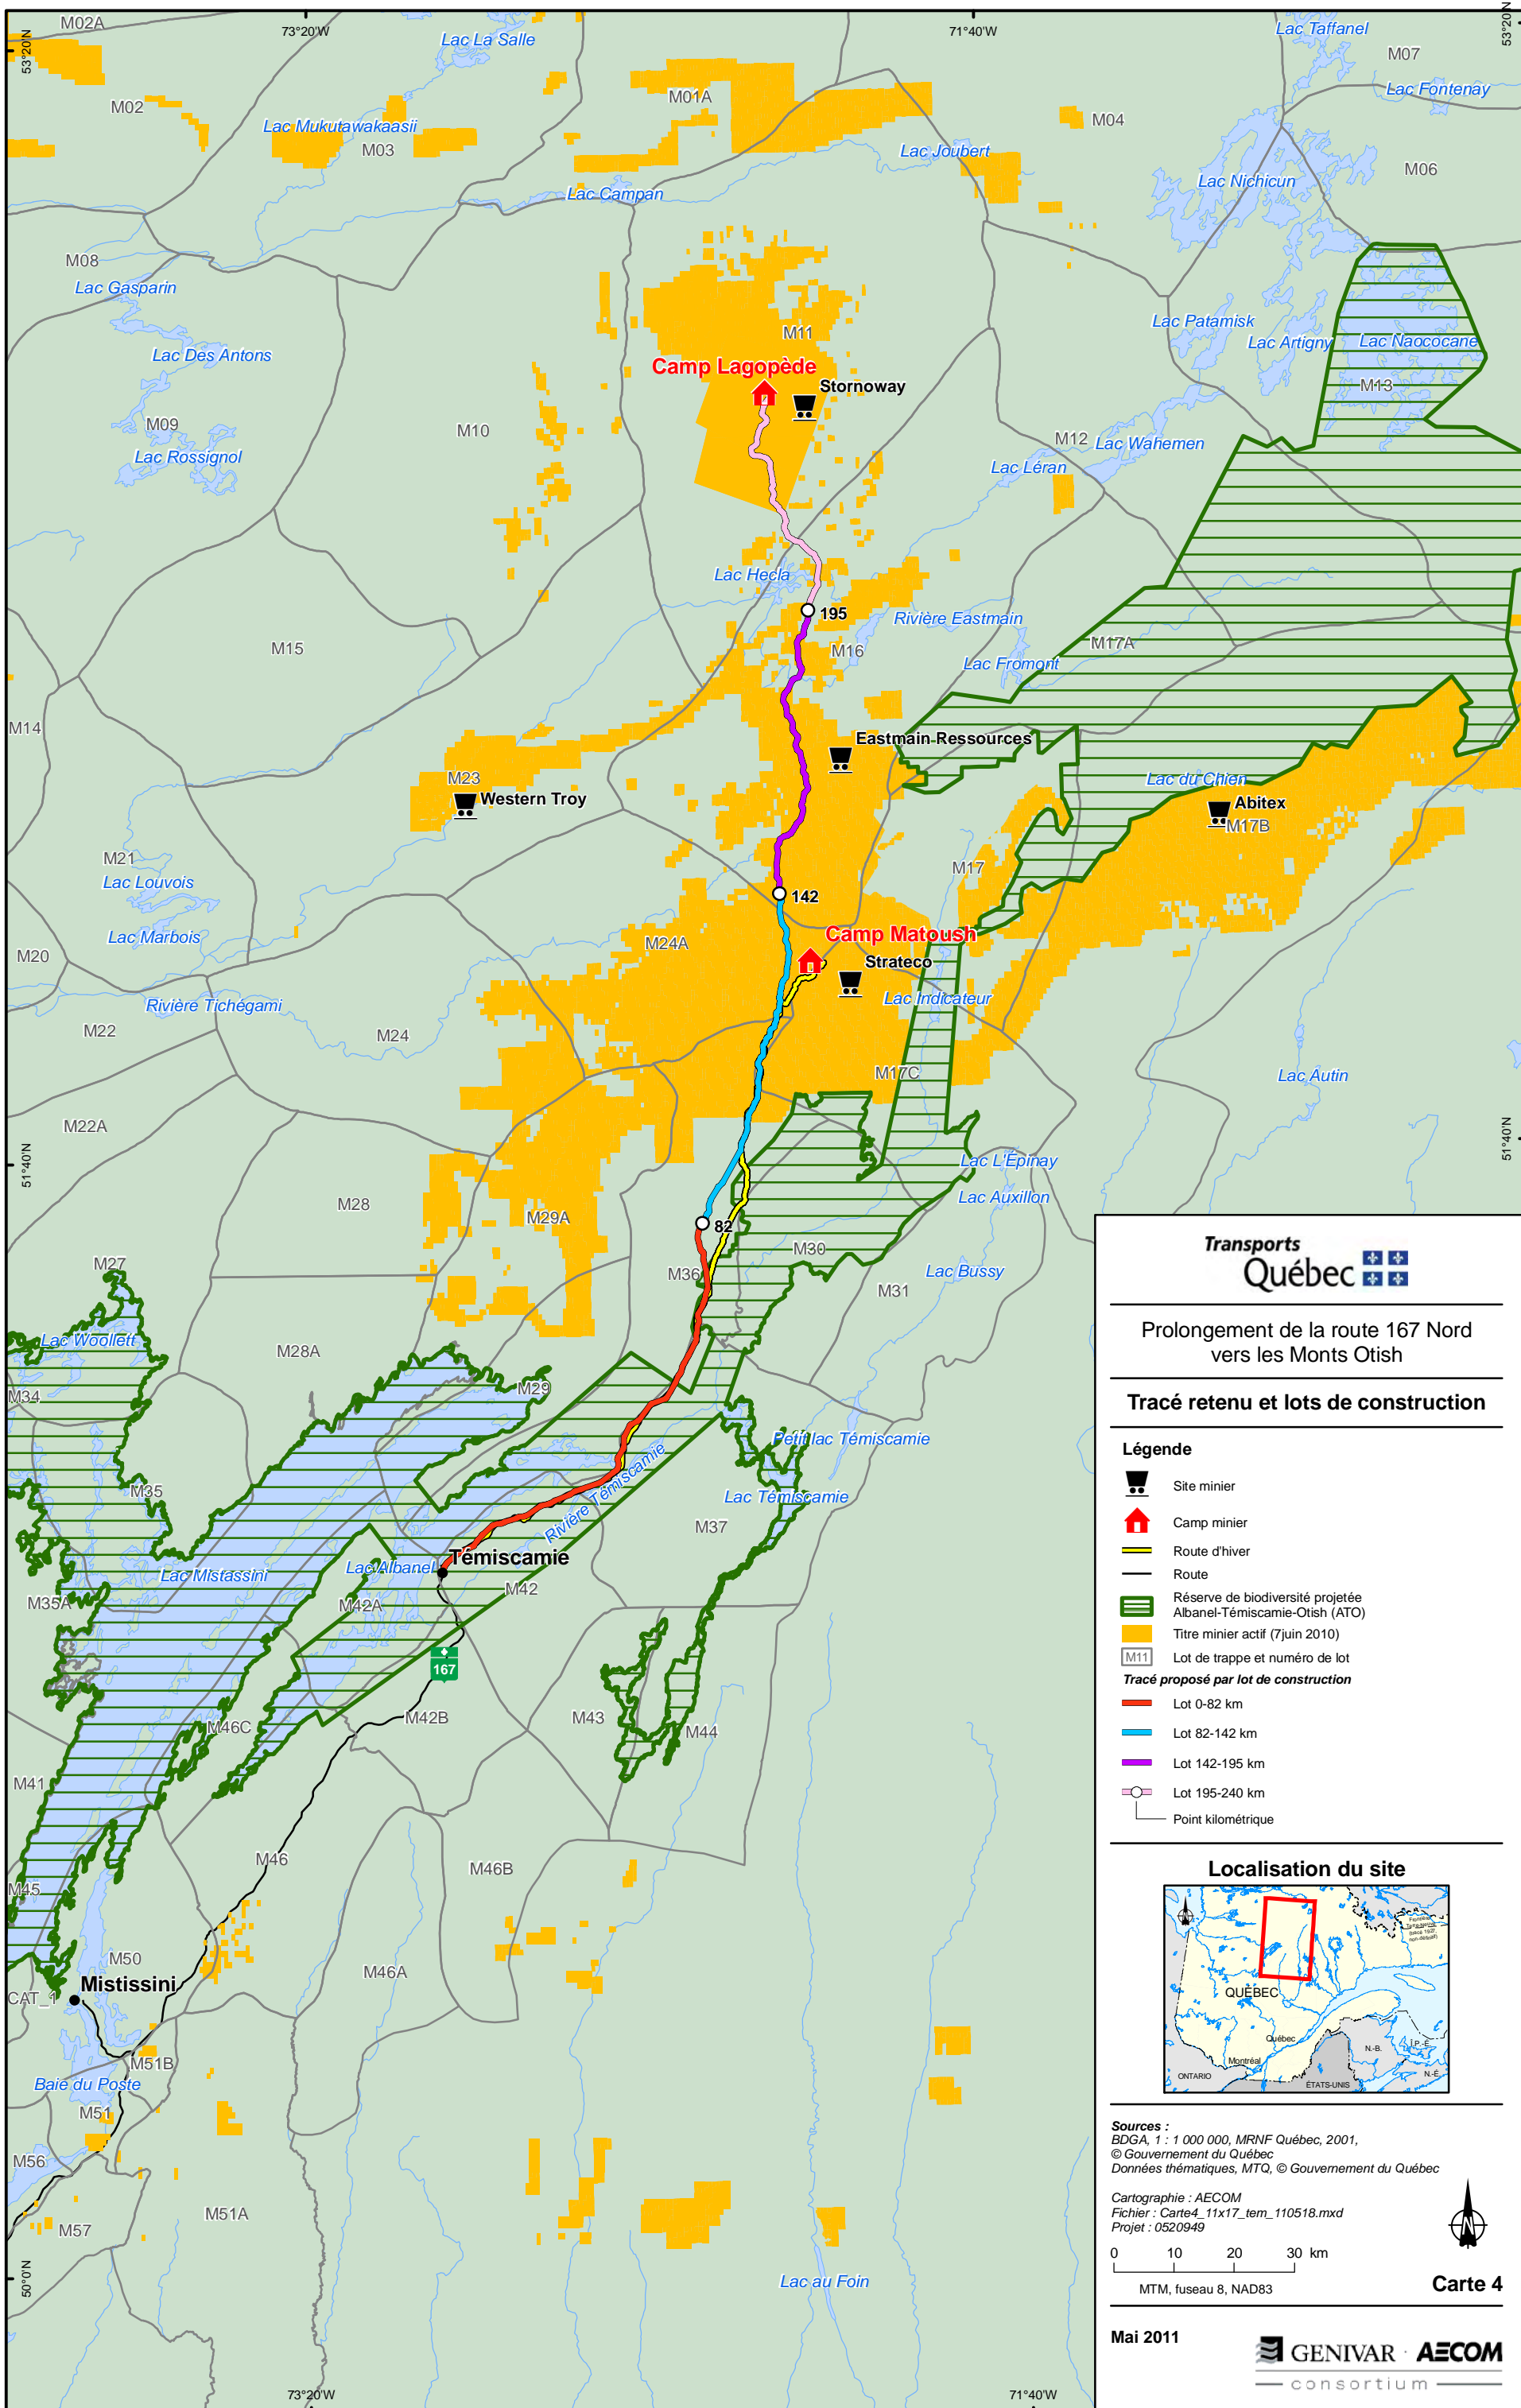 M02A
73°20'W
71°40'W
53°20'N
53°20'N
Lac La Salle
Lac Taffanel
M07
Lac Fontenay
M02
M01A
M04
Lac Mukutawakaasii
M03
Lac Joubert
M06
Lac Nichicun
Lac Campan
M08
Lac Gasparin
Lac Patamisk
M11
Lac Artigny
Lac Naococane
Lac Des Antons
Camp Lagopède
Stornoway
M13
M09
M10
M12
Lac Wahemen
Lac Rossignol
Lac Léran
Lac Hecla
195
Rivière Eastmain
M15
M16
M17A
Lac Fromont
M14
Eastmain Ressources
M23
Western Troy
Lac du Chien
Abitex
M17B
M21
M17
Lac Louvois
142
Lac Marbois
M24A
Camp Matoush
M20
Strateco
Rivière Tichégami
Lac Indicateur
M22
M24
M17C
Lac Autin
M22A
51°40'N
51°40'N
Lac L'Épinay
M28
Lac Auxillon
M29A
82
M30
M27
M36
Lac Bussy
M31
Lac Woollett
M28A
M34
M29
Petit lac Témiscamie
M35
Rivière Témiscamie
Lac Témiscamie
M37
Témiscamie
Lac Mistassini
Lac Albanel
M42
M35A
M42A
167
M46C
M42B
M43
M44
M41
M46
M46B
M45
M50
M46A
Mistissini
CAT_1
M51B
Baie du Poste
M51
M56
M51A
M57
50°0'N
Lac au Foin
73°20'W
71°40'W
Transports
Québec
Prolongement de la route 167 Nord
vers les Monts Otish
Tracé retenu et lots de construction
Légende
Site minier
Camp minier
Route d'hiver
Route
Réserve de biodiversité projetée
Albanel-Témiscamie-Otish (ATO)
Titre minier actif (7juin 2010)
M11 Lot de trappe et numéro de lot
Tracé proposé par lot de construction
Lot 0-82 km
Lot 82-142 km
Lot 142-195 km
Lot 195-240 km
Point kilométrique
Localisation du site
QUÉBEC
Québec
Montréal
ONTARIO
ÉTATS-UNIS
N.-B.
Î.-P.-É.
N.-É.
Sources :
BDGA, 1 : 1 000 000, MRNF Québec, 2001,
© Gouvernement du Québec
Données thématiques, MTQ, © Gouvernement du Québec
Cartographie : AECOM
Fichier : Carte4_11x17_tem_110518.mxd
Projet : 0520949
N
0 10 20 30 km
MTM, fuseau 8, NAD83
Carte 4
Mai 2011
GENIVAR · AECOM
consortium